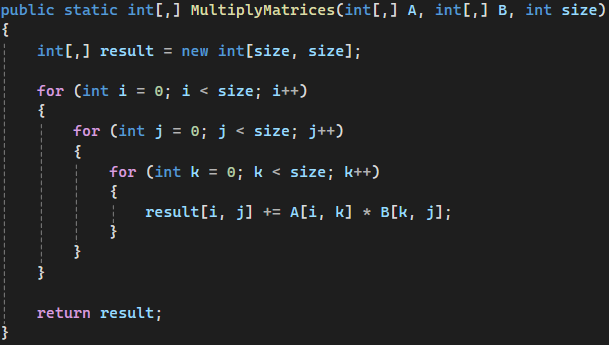 public static int[,] MultiplyMatrices(int[,] A, int[,] B, int size)
{
    int[,] result = new int[size, size];

    for (int i = 0; i < size; i++)
    {
        for (int j = 0; j < size; j++)
        {
            for (int k = 0; k < size; k++)
            {
                result[i, j] += A[i, k] * B[k, j];
            }
        }
    }

    return result;
}